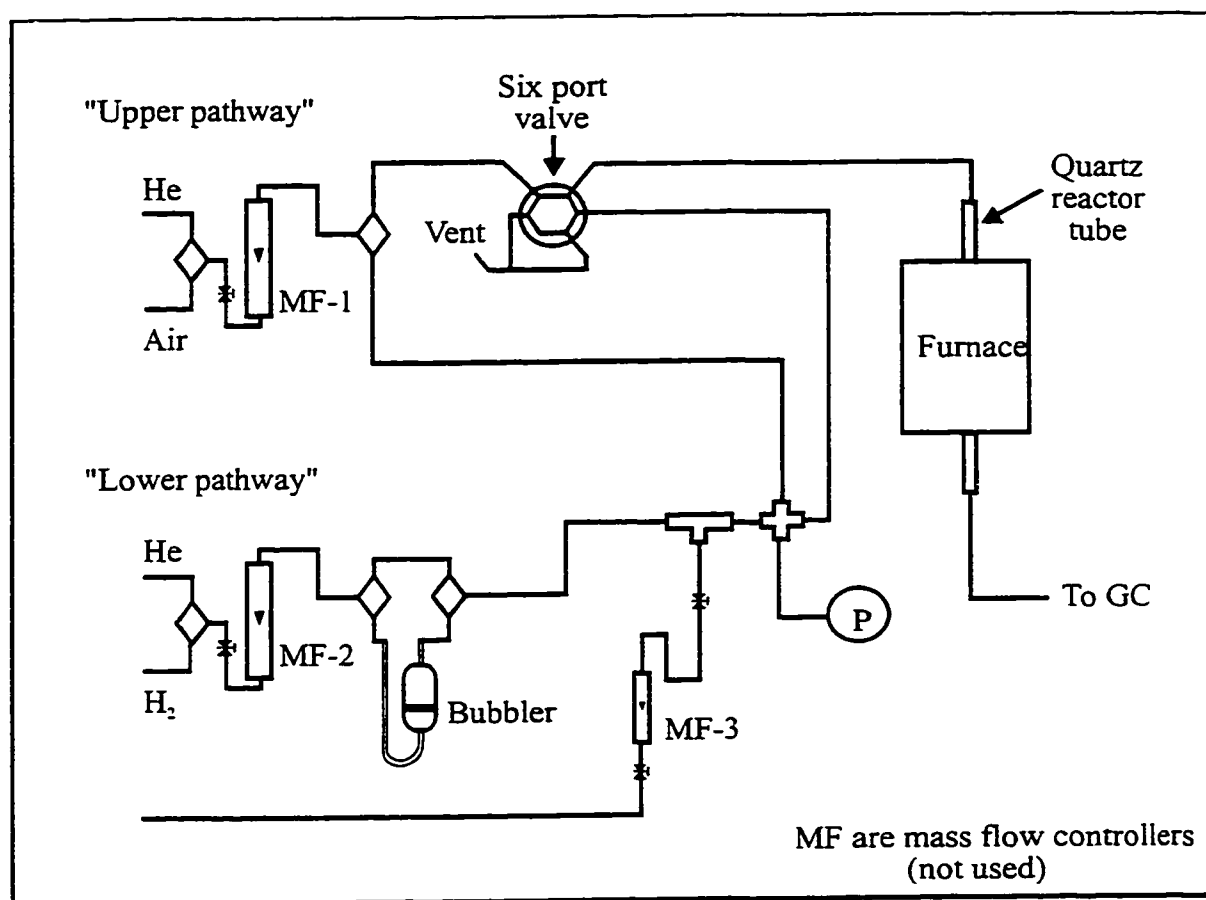 Six port
valve
"Upper pathway"
He
Quartz
reactor
tube
Vent
MF-1
Air
Furnace
"Lower pathway"
He
To GC
P
MF-2
H₂
Bubbler
MF-3
MF are mass flow controllers
(not used)